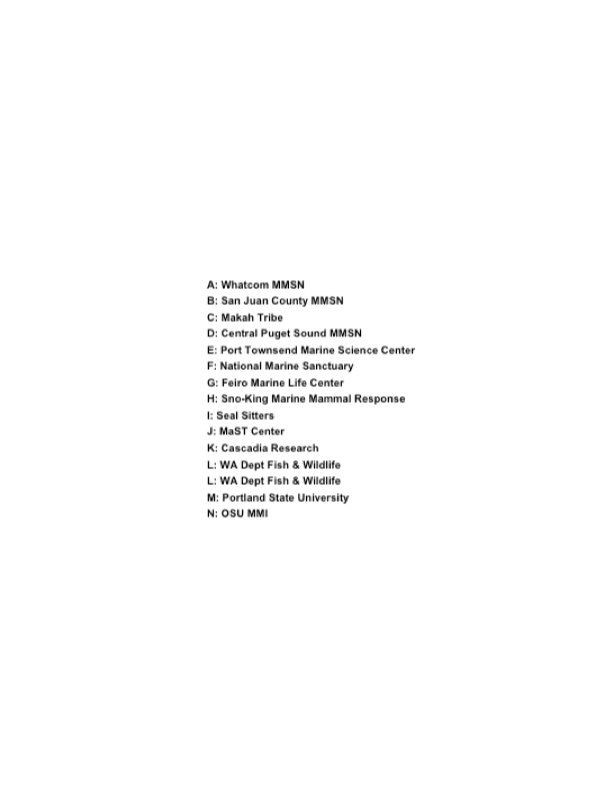 A: Whatcom MMSN
B: San Juan County MMSN
C: Makah Tribe
D: Central Puget Sound MMSN
E: Port Townsend Marine Science Center
F: National Marine Sanctuary
G: Feiro Marine Life Center
H: Sno-King Marine Mammal Response
I: Seal Sitters
J: MaST Center
K: Cascadia Research
L: WA Dept Fish & Wildlife
L: WA Dept Fish & Wildlife
M: Portland State University
N: OSU MMI